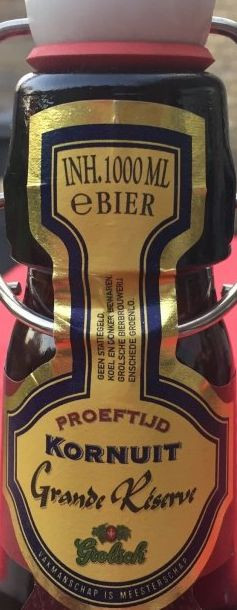 INH. 1000 ML
e BIER
GEEN STATIEGELD.
KOEL EN DONKER BEWAREN.
GROLSCHE BIERBROUWERIJ
ENSCHEDE GROENLO.
PROEFTIJD
KORNUIT
Grande Réserve
Grolsch
VAKMANSCHAP IS MEESTERSCHAP